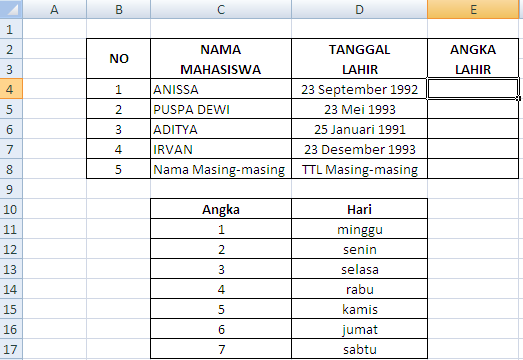 A B C D E
1
2 NO NAMA TANGGAL ANGKA
3 MAHASISWA LAHIR LAHIR
4 1 ANISSA 23 September 1992
5 2 PUSPA DEWI 23 Mei 1993
6 3 ADITYA 25 Januari 1991
7 4 IRVAN 23 Desember 1993
8 5 Nama Masing-masing TTL Masing-masing
9
10 Angka Hari
11 1 minggu
12 2 senin
13 3 selasa
14 4 rabu
15 5 kamis
16 6 jumat
17 7 sabtu